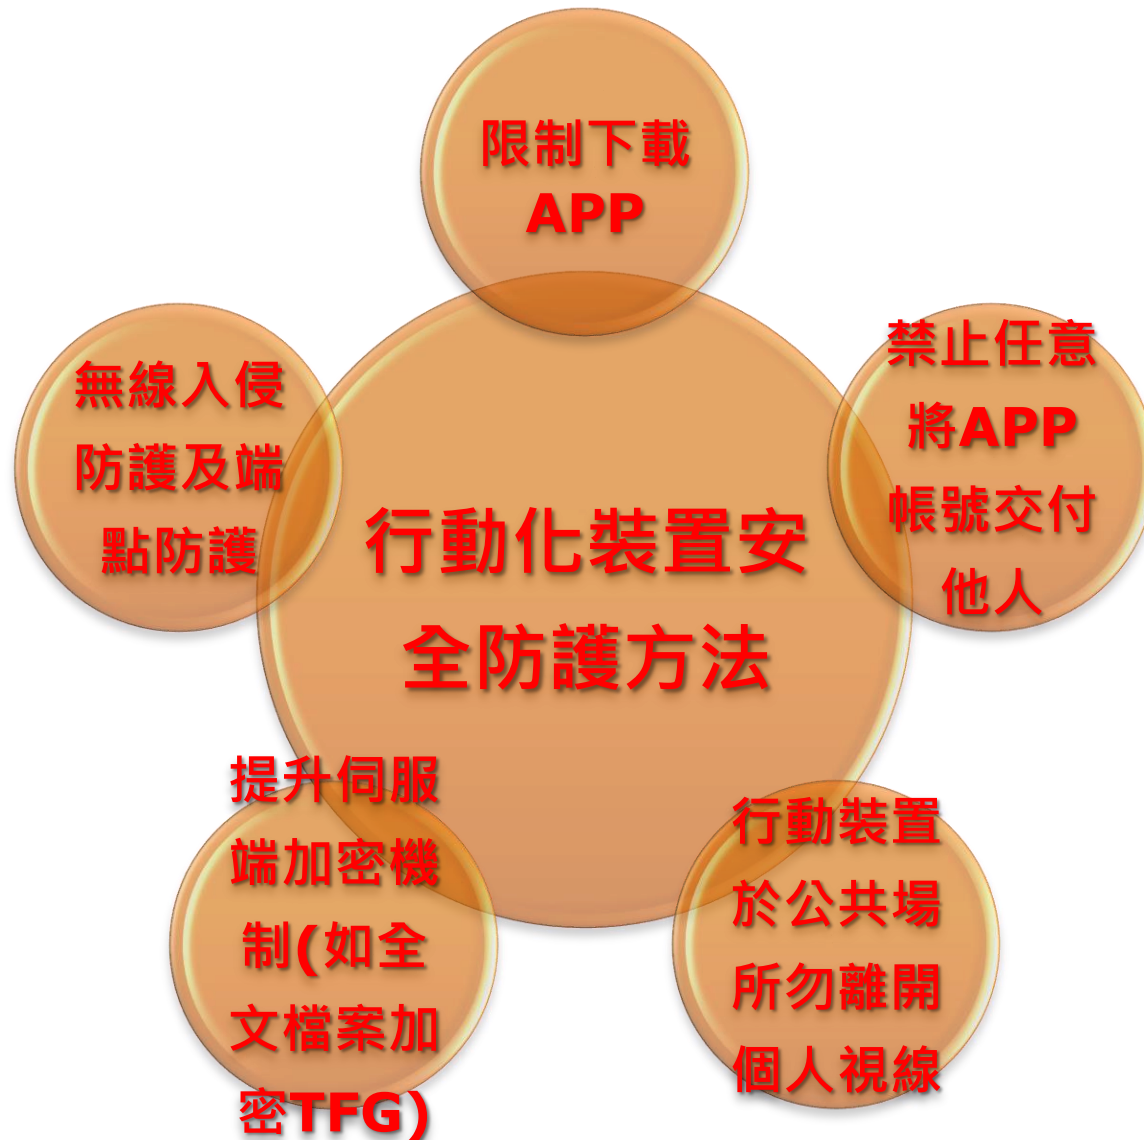 限制下載
APP
禁止任意
將APP
帳號交付
他人
行動裝置
於公共場
所勿離開
個人視線
提升伺服
端加密機
制(如全
文檔案加
密TFG)
無線入侵
防護及端
點防護
行動化裝置安
全防護方法